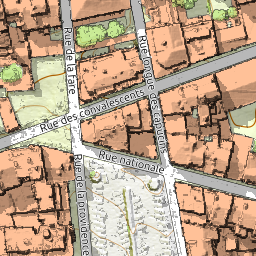 Rue de la fare
Rue longue des capucins
Rue des convalescents
Rue nationale
Rue de la providence